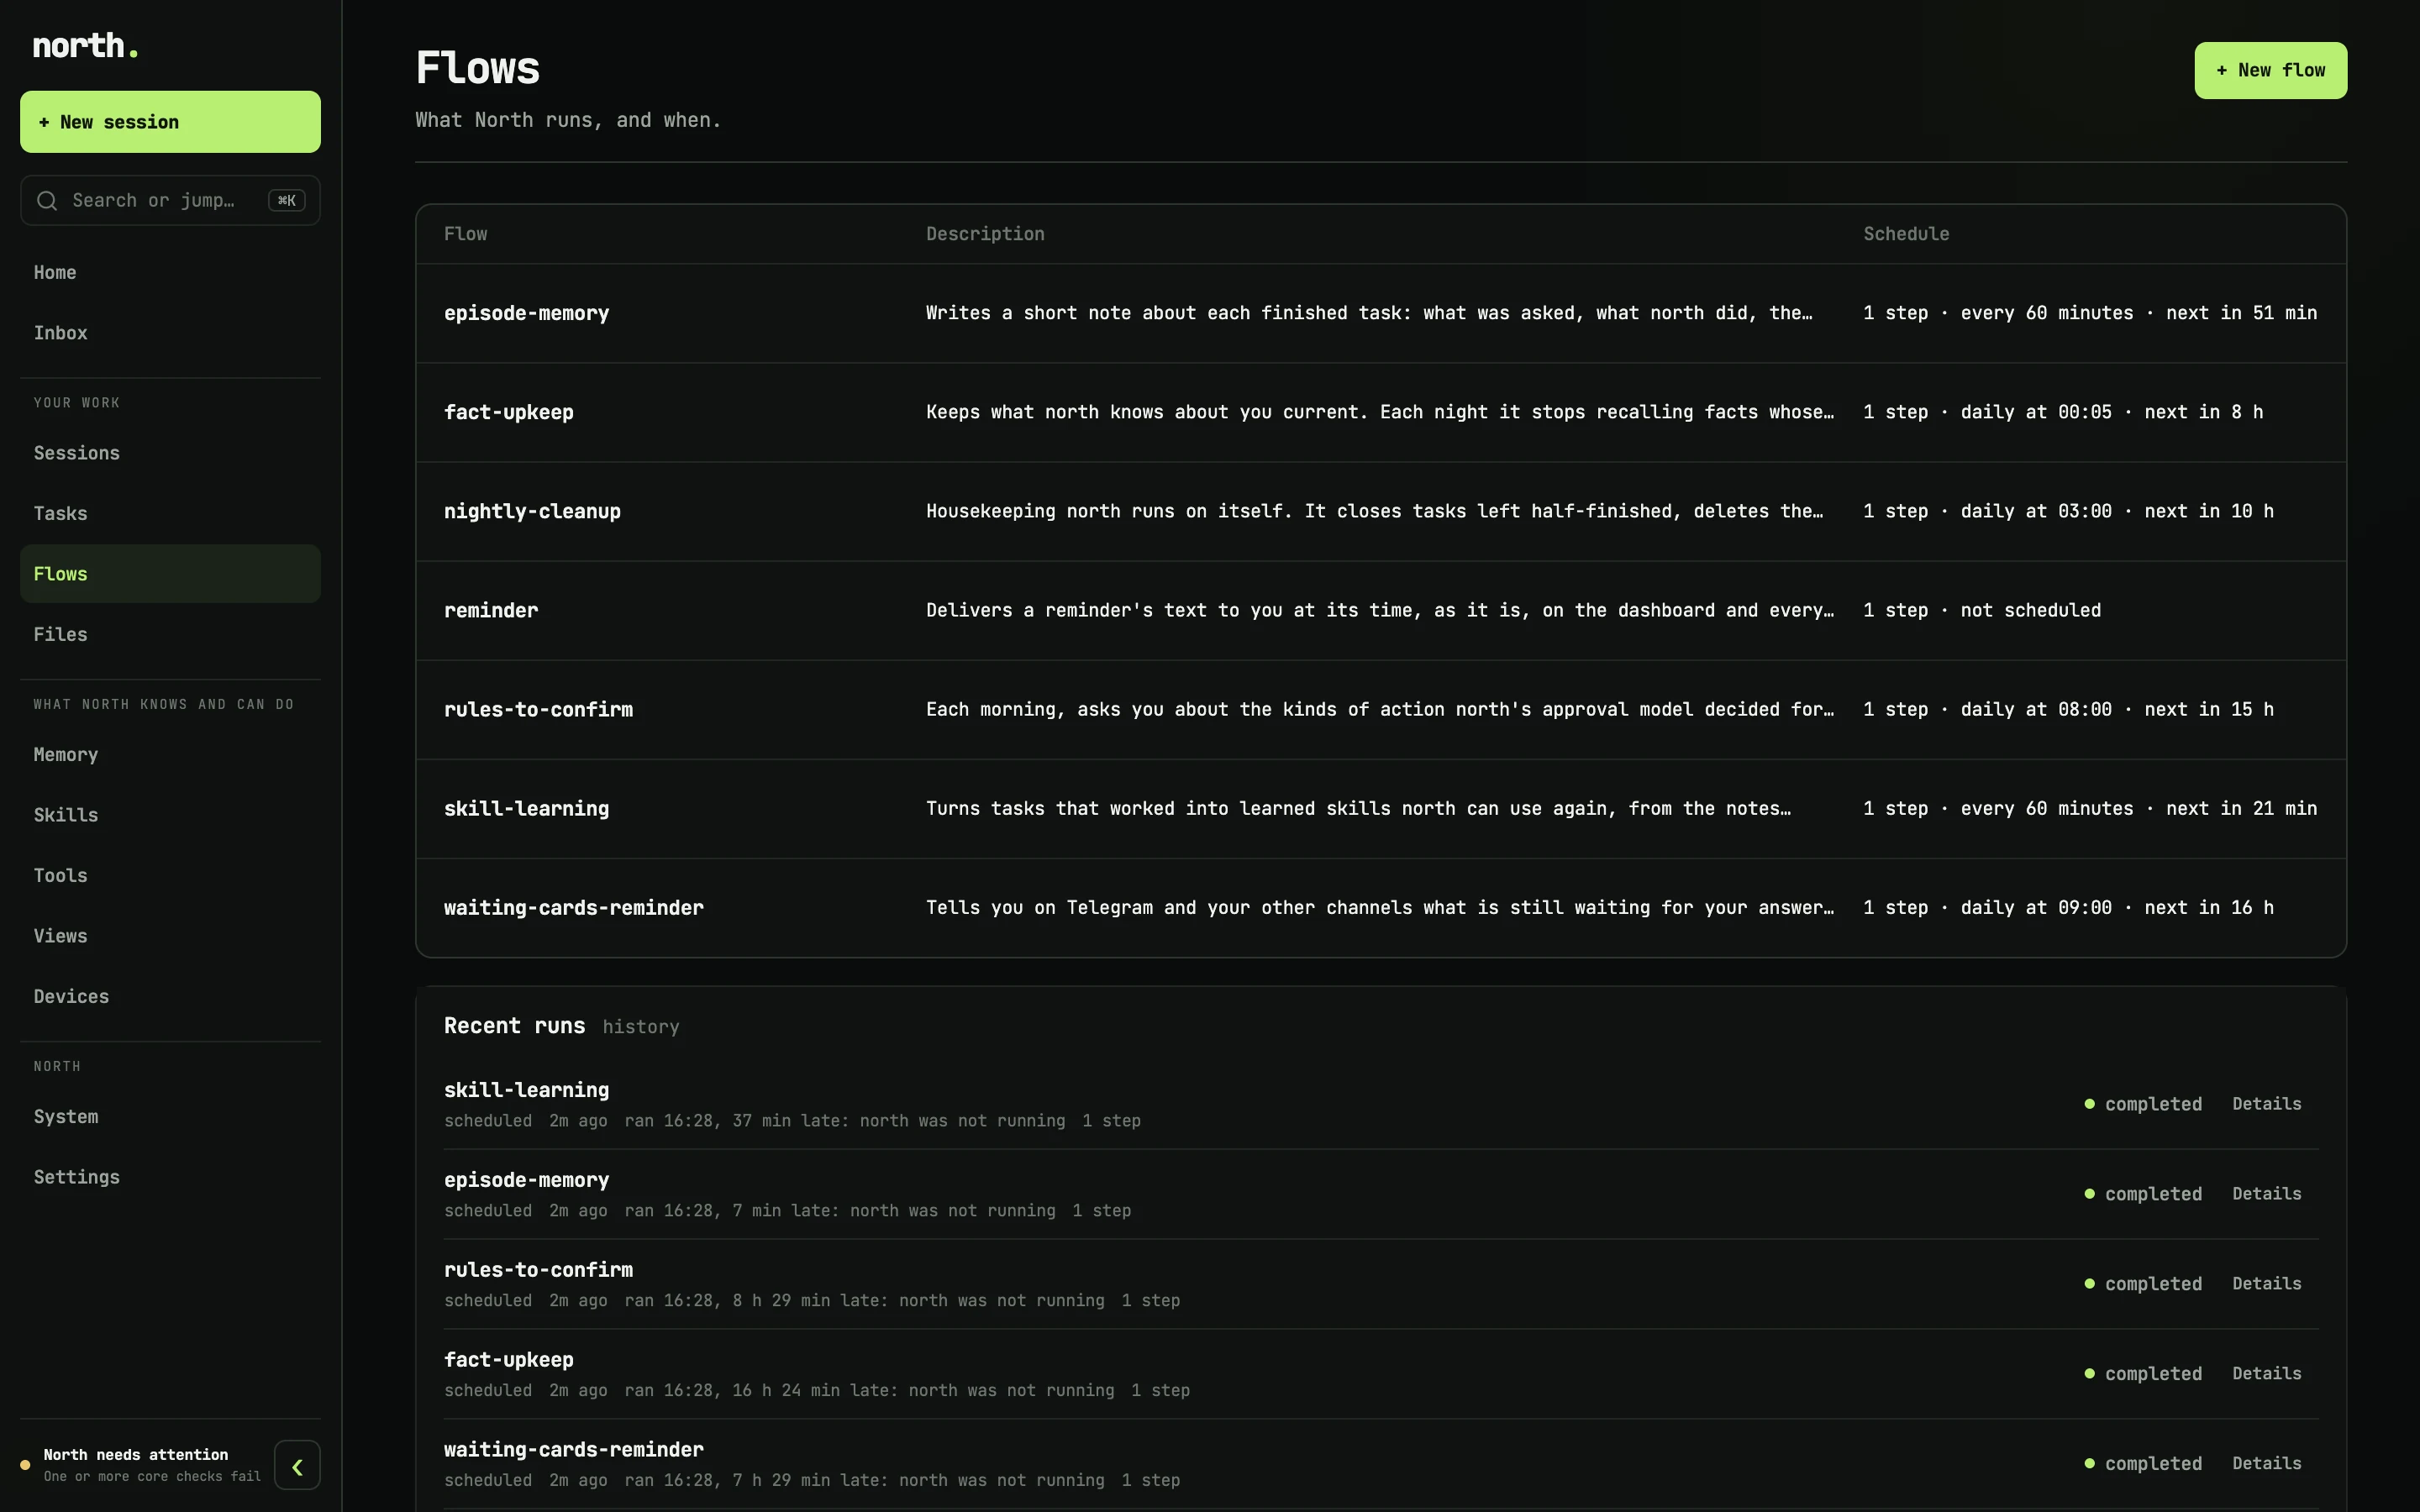 north.
+ New session
Search or jump… ⌘K
Home
Inbox
YOUR WORK
Sessions
Tasks
Flows
Files
WHAT NORTH KNOWS AND CAN DO
Memory
Skills
Tools
Views
Devices
NORTH
System
Settings
North needs attention
One or more core checks fail
Flows
+ New flow
What North runs, and when.
Flow Description Schedule
episode-memory Writes a short note about each finished task: what was asked, what north did, the… 1 step · every 60 minutes · next in 51 min
fact-upkeep Keeps what north knows about you current. Each night it stops recalling facts whose… 1 step · daily at 00:05 · next in 8 h
nightly-cleanup Housekeeping north runs on itself. It closes tasks left half-finished, deletes the… 1 step · daily at 03:00 · next in 10 h
reminder Delivers a reminder's text to you at its time, as it is, on the dashboard and every… 1 step · not scheduled
rules-to-confirm Each morning, asks you about the kinds of action north's approval model decided for… 1 step · daily at 08:00 · next in 15 h
skill-learning Turns tasks that worked into learned skills north can use again, from the notes… 1 step · every 60 minutes · next in 21 min
waiting-cards-reminder Tells you on Telegram and your other channels what is still waiting for your answer… 1 step · daily at 09:00 · next in 16 h
Recent runs history
skill-learning
scheduled 2m ago ran 16:28, 37 min late: north was not running 1 step
completed Details
episode-memory
scheduled 2m ago ran 16:28, 7 min late: north was not running 1 step
completed Details
rules-to-confirm
scheduled 2m ago ran 16:28, 8 h 29 min late: north was not running 1 step
completed Details
fact-upkeep
scheduled 2m ago ran 16:28, 16 h 24 min late: north was not running 1 step
completed Details
waiting-cards-reminder
scheduled 2m ago ran 16:28, 7 h 29 min late: north was not running 1 step
completed Details